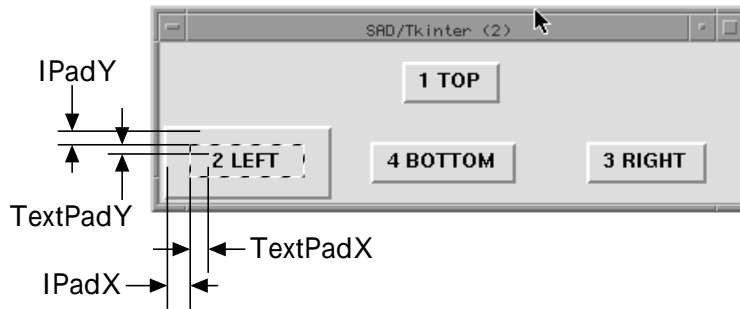 SAD/Tkinter (2)
IPadY
1 TOP
2 LEFT
4 BOTTOM
3 RIGHT
TextPadY
TextPadX
IPadX